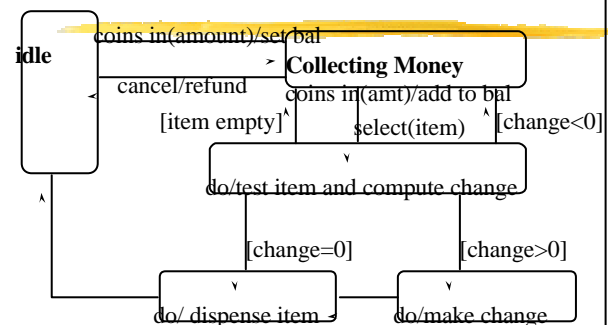 coins in(amount)/set bal
idle
Collecting Money
cancel/refund
coins in(amt)/add to bal
[item empty]
select(item)
[change<0]
do/test item and compute change
[change=0]
[change>0]
do/ dispense item
do/make change